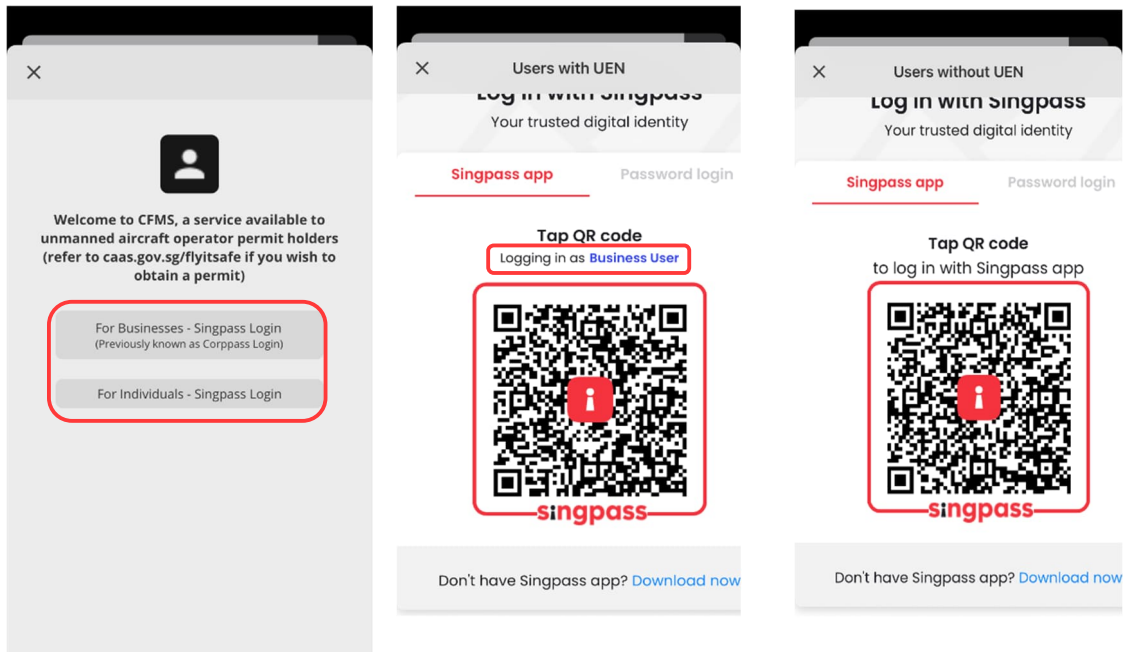 Welcome to CFMS, a service available to
unmanned aircraft operator permit holders
(refer to caas.gov.sg/flyitsafe if you wish to
obtain a permit)
For Businesses - Singpass Login
(Previously known as Corppass Login)
For Individuals - Singpass Login
Users with UEN
Log in with Singpass
Your trusted digital identity
Singpass app
Password login
Tap QR code
Logging in as Business User
singpass
Don't have Singpass app? Download now
Users without UEN
Log in with Singpass
Your trusted digital identity
Singpass app
Password login
Tap QR code
to log in with Singpass app
singpass
Don't have Singpass app? Download now